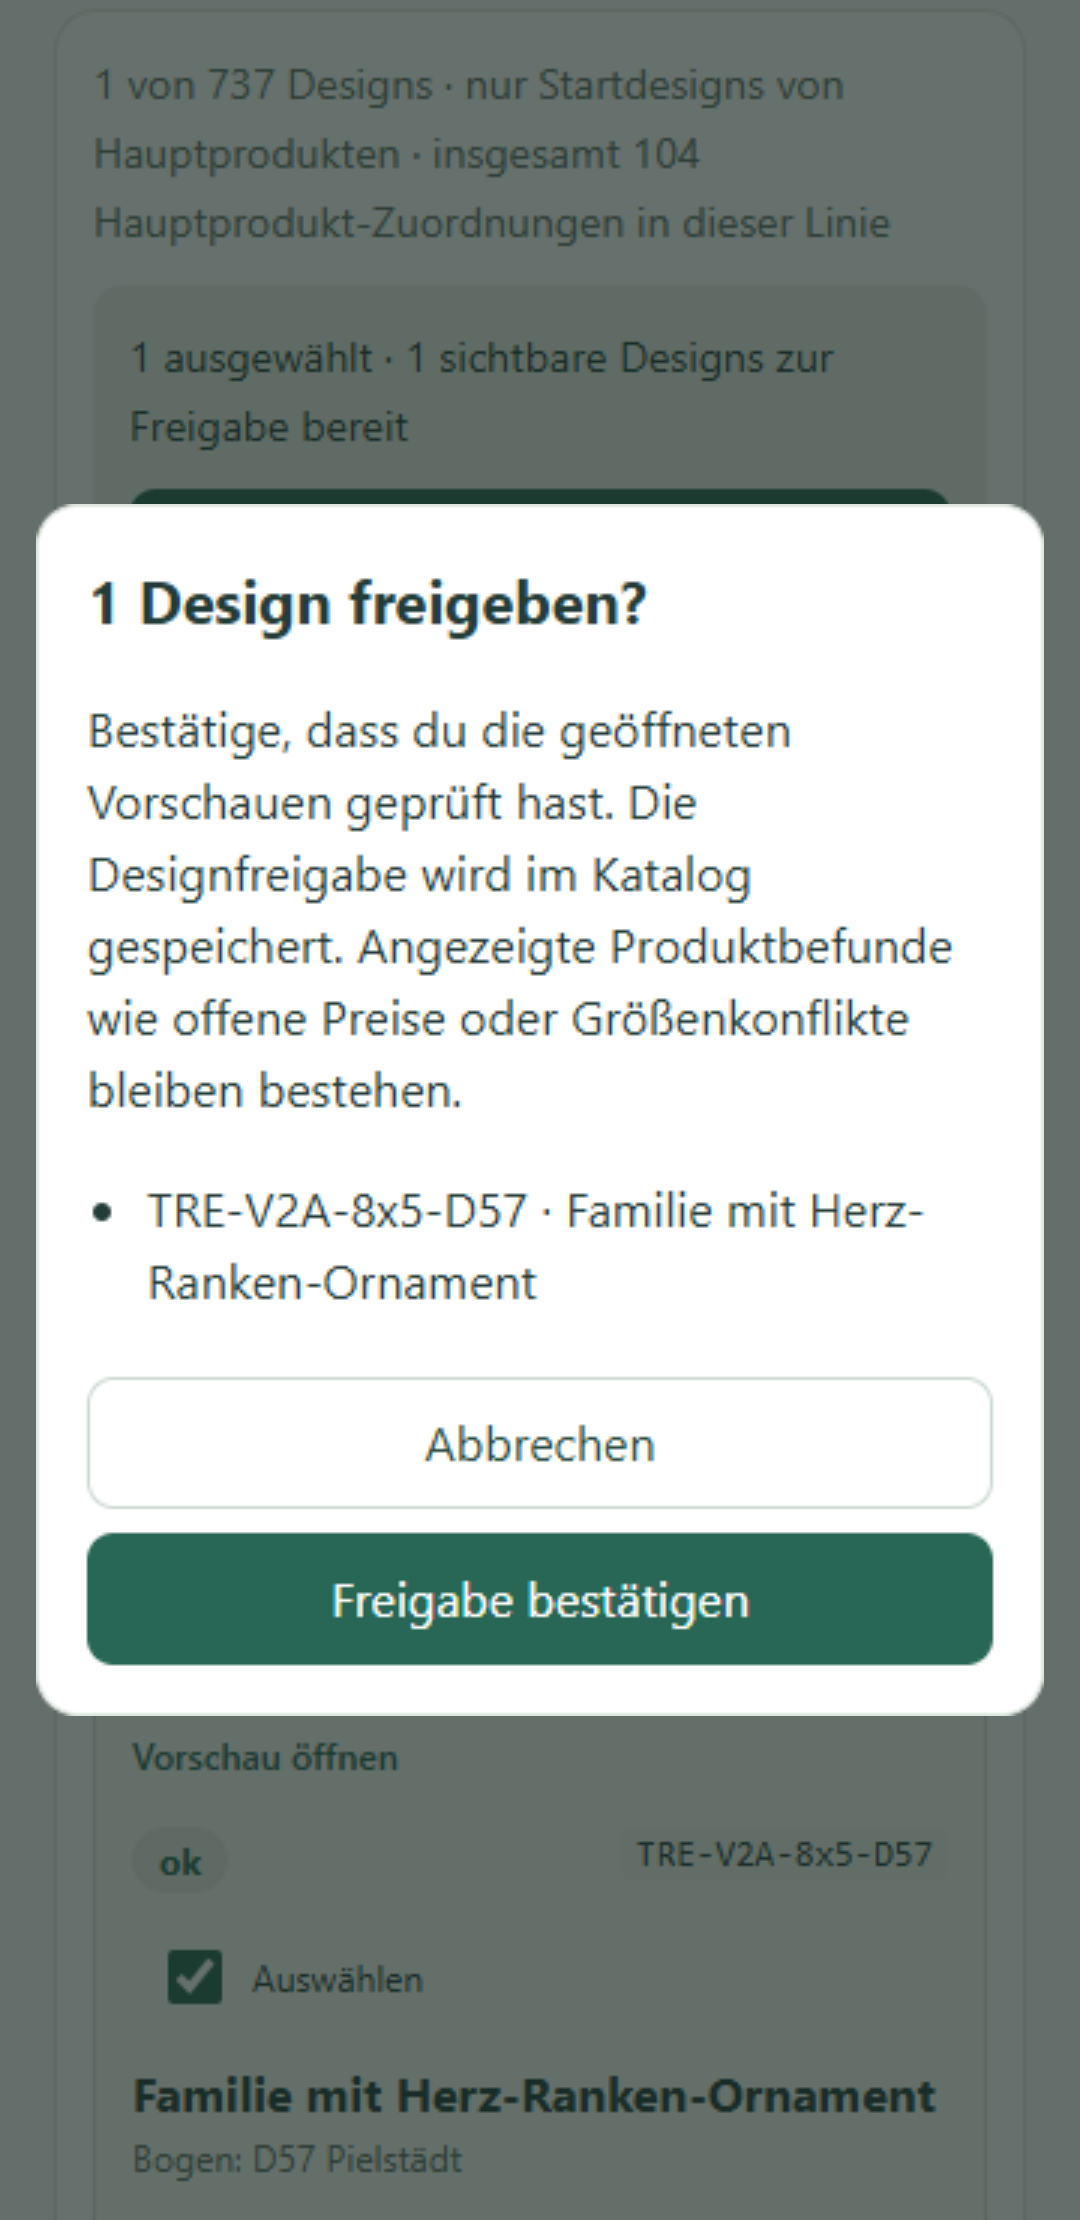 1 von 737 Designs · nur Startdesigns von
Hauptprodukten · insgesamt 104
Hauptprodukt-Zuordnungen in dieser Linie
1 ausgewählt · 1 sichtbare Designs zur
Freigabe bereit
1 Design freigeben?
Bestätige, dass du die geöffneten
Vorschauen geprüft hast. Die
Designfreigabe wird im Katalog
gespeichert. Angezeigte Produktbefunde
wie offene Preise oder Größenkonflikte
bleiben bestehen.
• TRE-V2A-8x5-D57 · Familie mit Herz-
Ranken-Ornament
Abbrechen
Freigabe bestätigen
Vorschau öffnen
ok TRE-V2A-8x5-D57
Auswählen
Familie mit Herz-Ranken-Ornament
Bogen: D57 Pielstädt